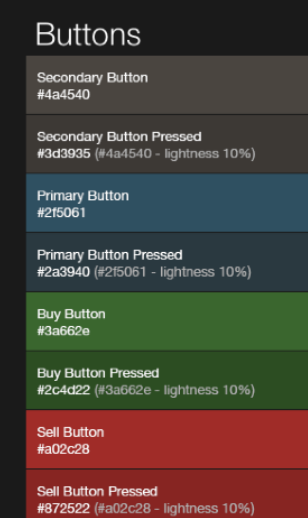 Buttons
Secondary Button
#4a4540
Secondary Button Pressed
#3d3935 (#4a4540 - lightness 10%)
Primary Button
#2f5061
Primary Button Pressed
#2a3940 (#2f5061 - lightness 10%)
Buy Button
#3a662e
Buy Button Pressed
#2c4d22 (#3a662e - lightness 10%)
Sell Button
#a02c28
Sell Button Pressed
#872522 (#a02c28 - lightness 10%)